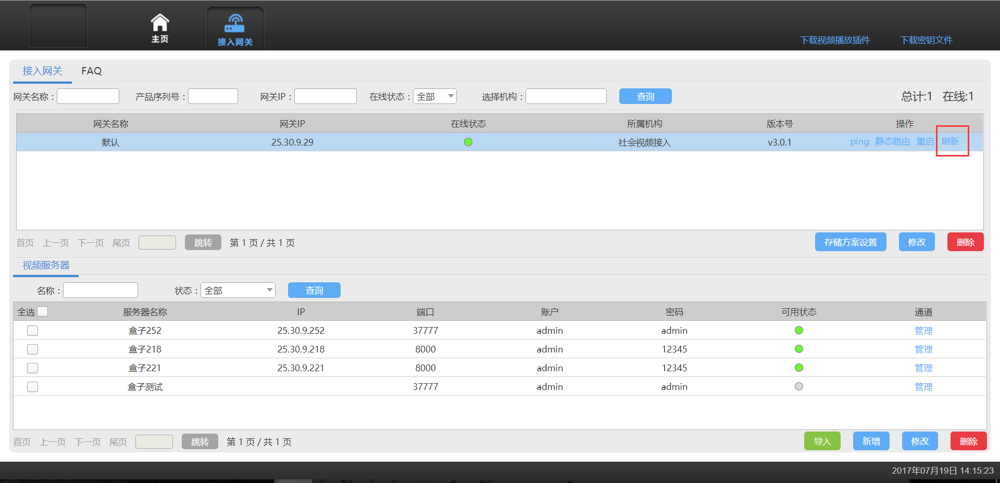 主页
接入网关
下载视频播放插件 下载密钥文件
接入网关 FAQ
网关名称： 产品序列号： 网关IP： 在线状态： 全部 选择机构： 查询 总计:1 在线:1
网关名称 网关IP 在线状态 所属机构 版本号 操作
默认 25.30.9.29 社会视频接入 v3.0.1 ping 静态路由 重启 刷新
首页 上一页 下一页 尾页 跳转 第 1 页 / 共 1 页 存储方案设置 修改 删除
视频服务器
名称： 状态： 全部 查询
全选 服务器名称 IP 端口 账户 密码 可用状态 通道
盒子252 25.30.9.252 37777 admin admin 管理
盒子218 25.30.9.218 8000 admin 12345 管理
盒子221 25.30.9.221 8000 admin 12345 管理
盒子测试 37777 admin admin 管理
首页 上一页 下一页 尾页 跳转 第 1 页 / 共 1 页 导入 新增 修改 删除
2017年07月19日 14:15:23